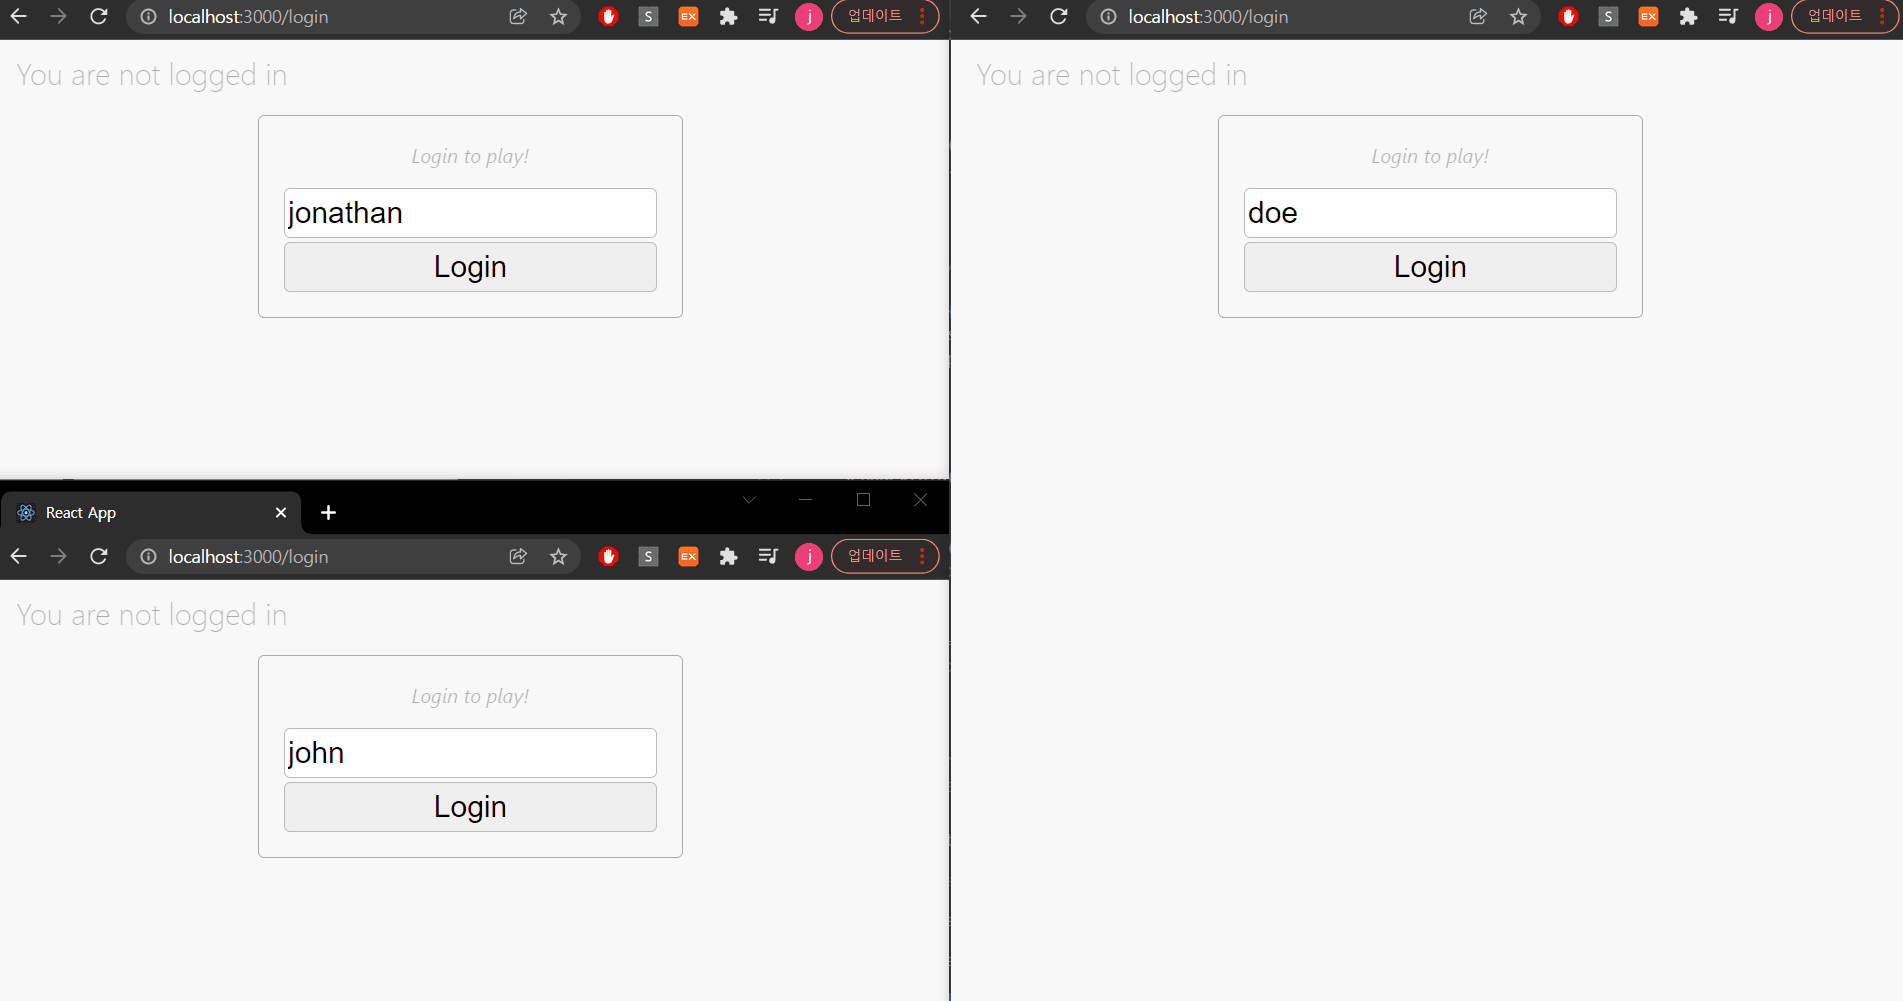 localhost:3000/login
S
EX
j
업데이트
You are not logged in
Login to play!
jonathan
Login
React App
localhost:3000/login
S
EX
j
업데이트
You are not logged in
Login to play!
john
Login
localhost:3000/login
S
EX
j
업데이트
You are not logged in
Login to play!
doe
Login